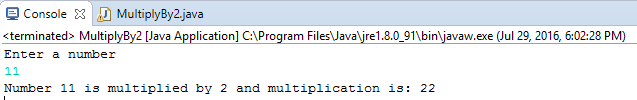 Console MultiplyBy2.java
<terminated> MultiplyBy2 [Java Application] C:\Program Files\Java\jre1.8.0_91\bin\javaw.exe (Jul 29, 2016, 6:02:28 PM)
Enter a number
11
Number 11 is multiplied by 2 and multiplication is: 22